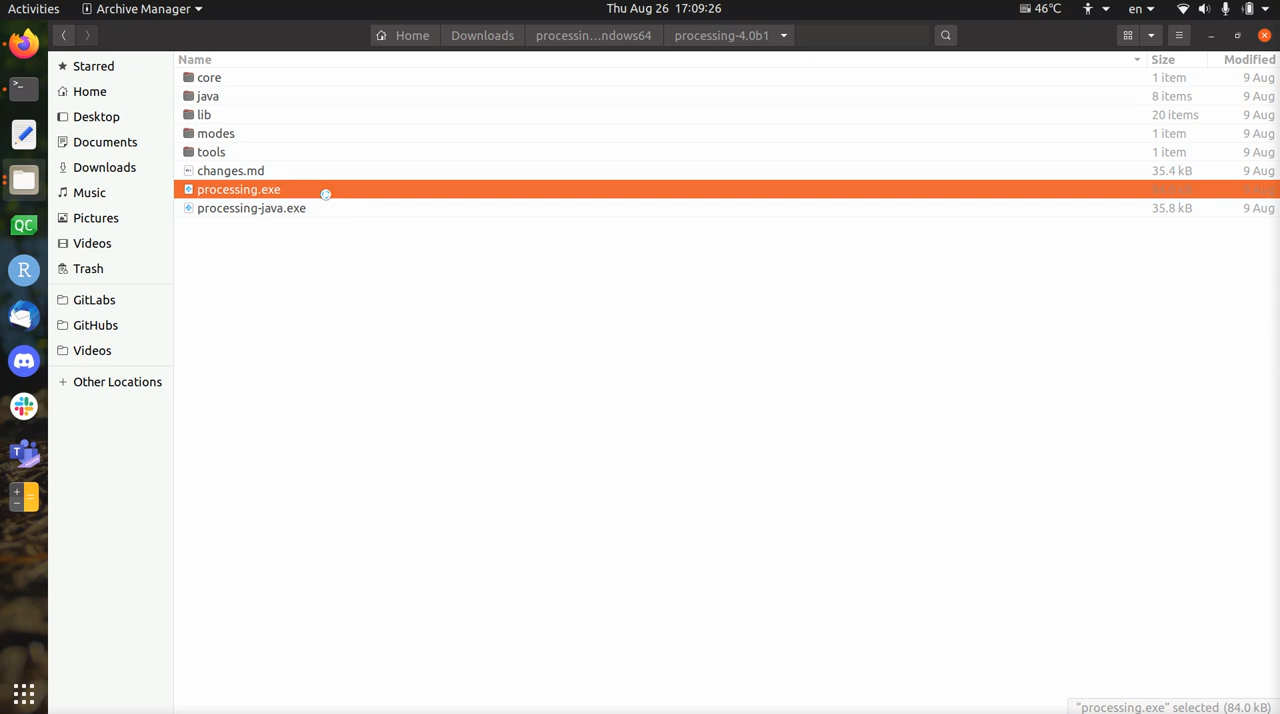 Activities Archive Manager Thu Aug 26 17:09:26 46°C en
Home Downloads processin...ndows64 processing-4.0b1
Name Size Modified
Starred
Home
Desktop
Documents
Downloads
Music
Pictures
Videos
Trash
GitLabs
GitHubs
Videos
+ Other Locations
core 1 item 9 Aug
java 8 items 9 Aug
lib 20 items 9 Aug
modes 1 item 9 Aug
tools 1 item 9 Aug
changes.md 35.4 kB 9 Aug
processing.exe
processing-java.exe 35.8 kB 9 Aug
"processing.exe" selected (84.0 kB)